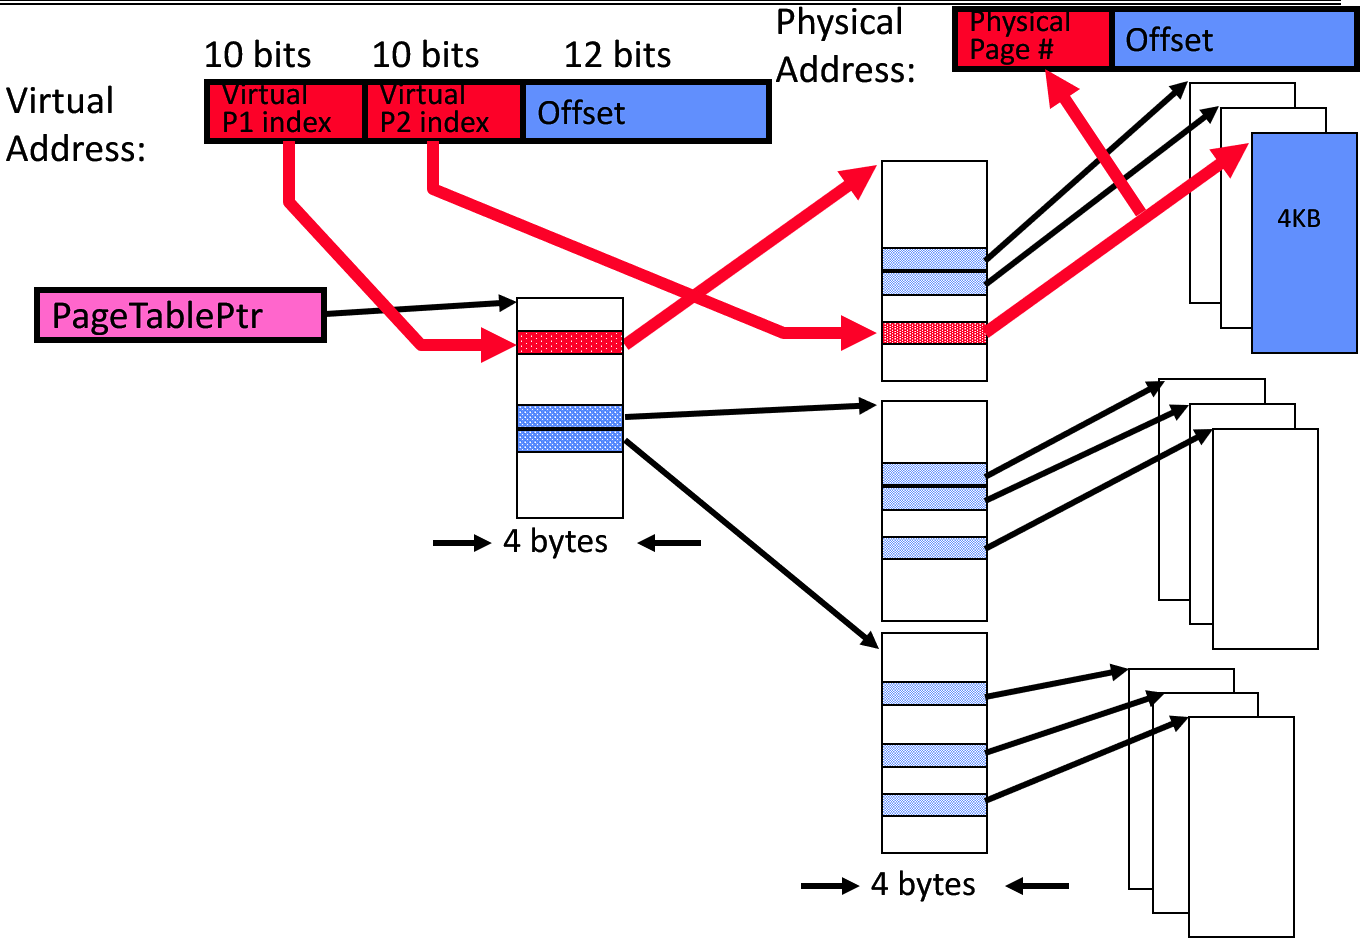 Physical
Address:
Physical
Page #
Offset
10 bits
10 bits
12 bits
Virtual
Address:
Virtual
P1 index
Virtual
P2 index
Offset
4KB
PageTablePtr
4 bytes
4 bytes